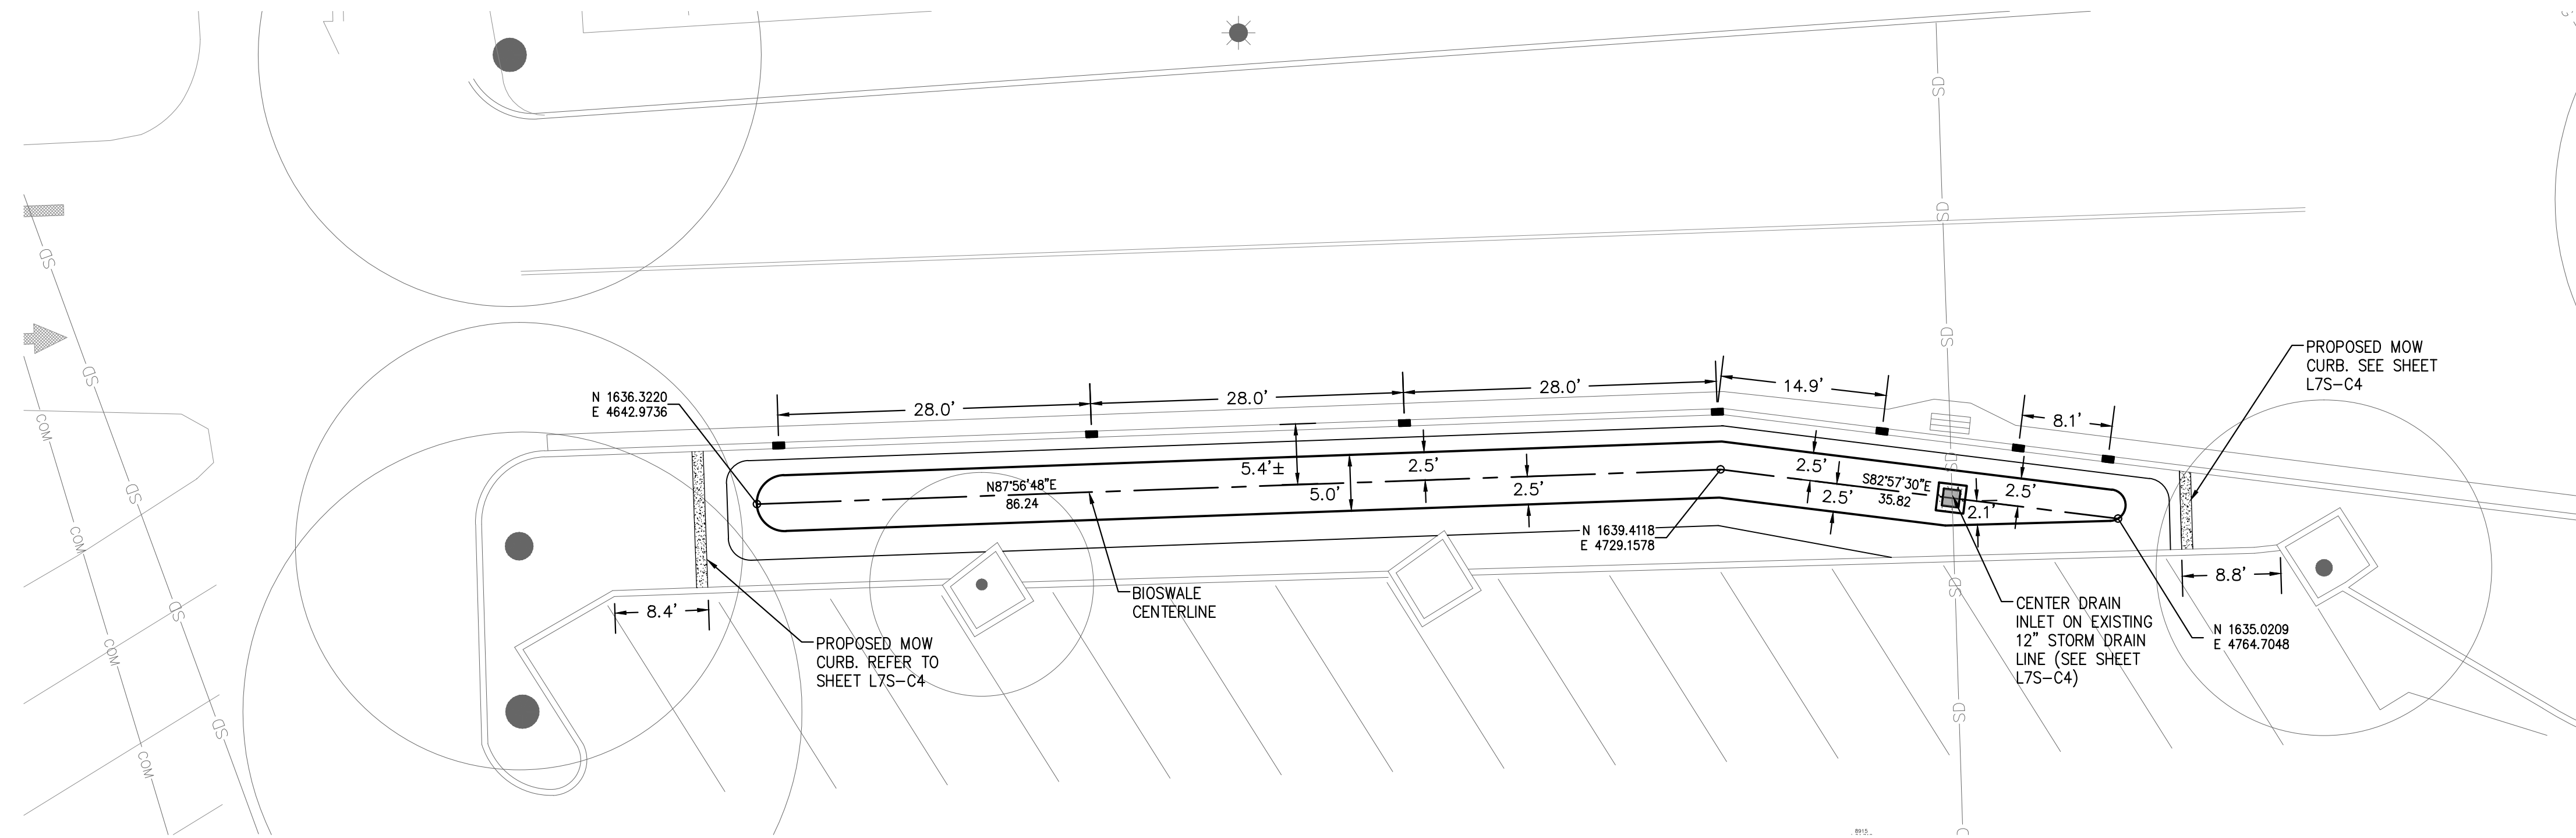 SD
SD
SD
SD
SD
SD
SD
SD
SD
SD
SD
SD
COM
COM
COM
COM
N 1636.3220
E 4642.9736
28.0'
28.0'
28.0'
14.9'
8.1'
PROPOSED MOW
CURB. SEE SHEET
L7S-C4
5.4'±
5.0'
2.5'
2.5'
N87°56'48"E
86.24
2.5'
2.5'
S82°57'30"E
35.82
2.5'
2.1'
N 1639.4118
E 4729.1578
8.4'
PROPOSED MOW
CURB. REFER TO
SHEET L7S-C4
BIOSWALE
CENTERLINE
CENTER DRAIN
INLET ON EXISTING
12" STORM DRAIN
LINE (SEE SHEET
L7S-C4)
8.8'
N 1635.0209
E 4764.7048
8915